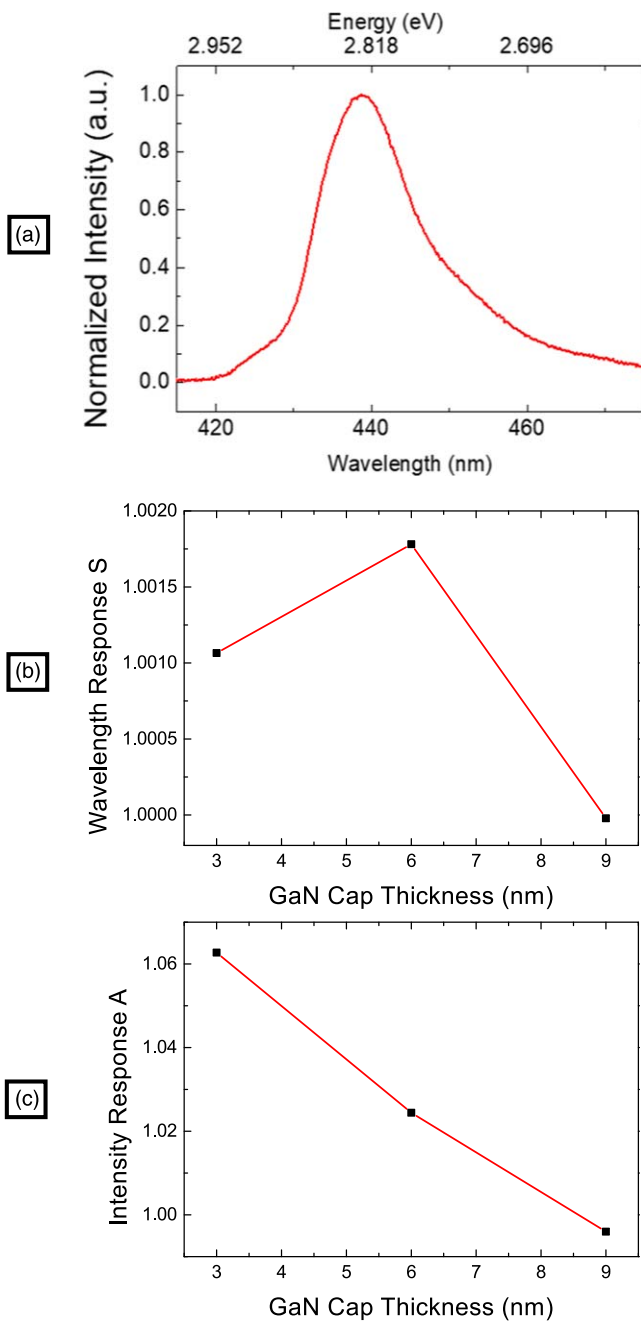 Energy (eV)
2.952 2.818 2.696
(a)
Normalized Intensity (a.u.)
1.0
0.8
0.6
0.4
0.2
0.0
420 440 460
Wavelength (nm)
(b)
Wavelength Response S
1.0020
1.0015
1.0010
1.0005
1.0000
3 4 5 6 7 8 9
GaN Cap Thickness (nm)
(c)
Intensity Response A
1.06
1.04
1.02
1.00
3 4 5 6 7 8 9
GaN Cap Thickness (nm)